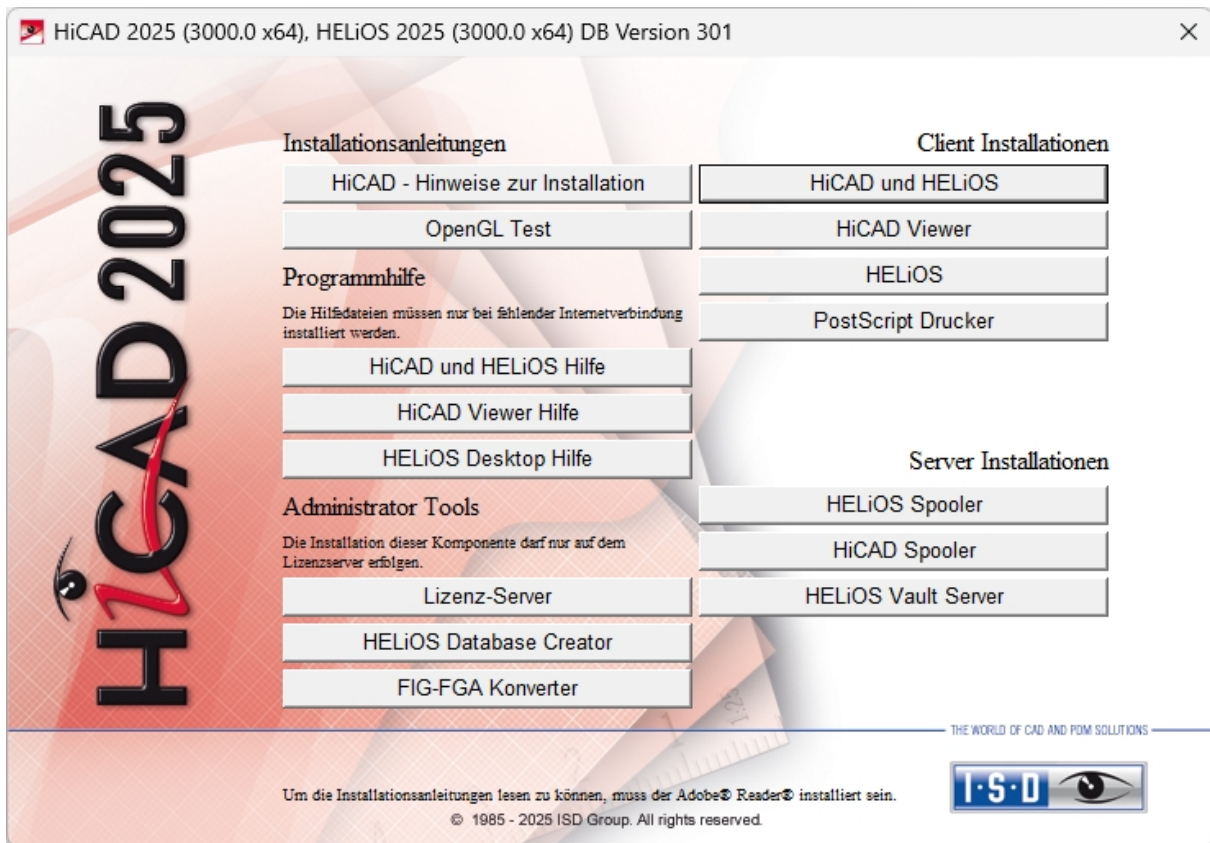 HiCAD 2025 (3000.0 x64), HELiOS 2025 (3000.0 x64) DB Version 301
HiCAD 2025
Installationsanleitungen
HiCAD - Hinweise zur Installation
OpenGL Test
Programmhilfe
Die Hilfedateien müssen nur bei fehlender Internetverbindung
installiert werden.
HiCAD und HELiOS Hilfe
HiCAD Viewer Hilfe
HELiOS Desktop Hilfe
Administrator Tools
Die Installation dieser Komponente darf nur auf dem
Lizenzserver erfolgen.
Lizenz-Server
HELiOS Database Creator
FIG-FGA Konverter
Client Installationen
HiCAD und HELiOS
HiCAD Viewer
HELiOS
PostScript Drucker
Server Installationen
HELiOS Spooler
HiCAD Spooler
HELiOS Vault Server
THE WORLD OF CAD AND PDM SOLUTIONS
I·S·D
Um die Installationsanleitungen lesen zu können, muss der Adobe® Reader® installiert sein.
© 1985 - 2025 ISD Group. All rights reserved.